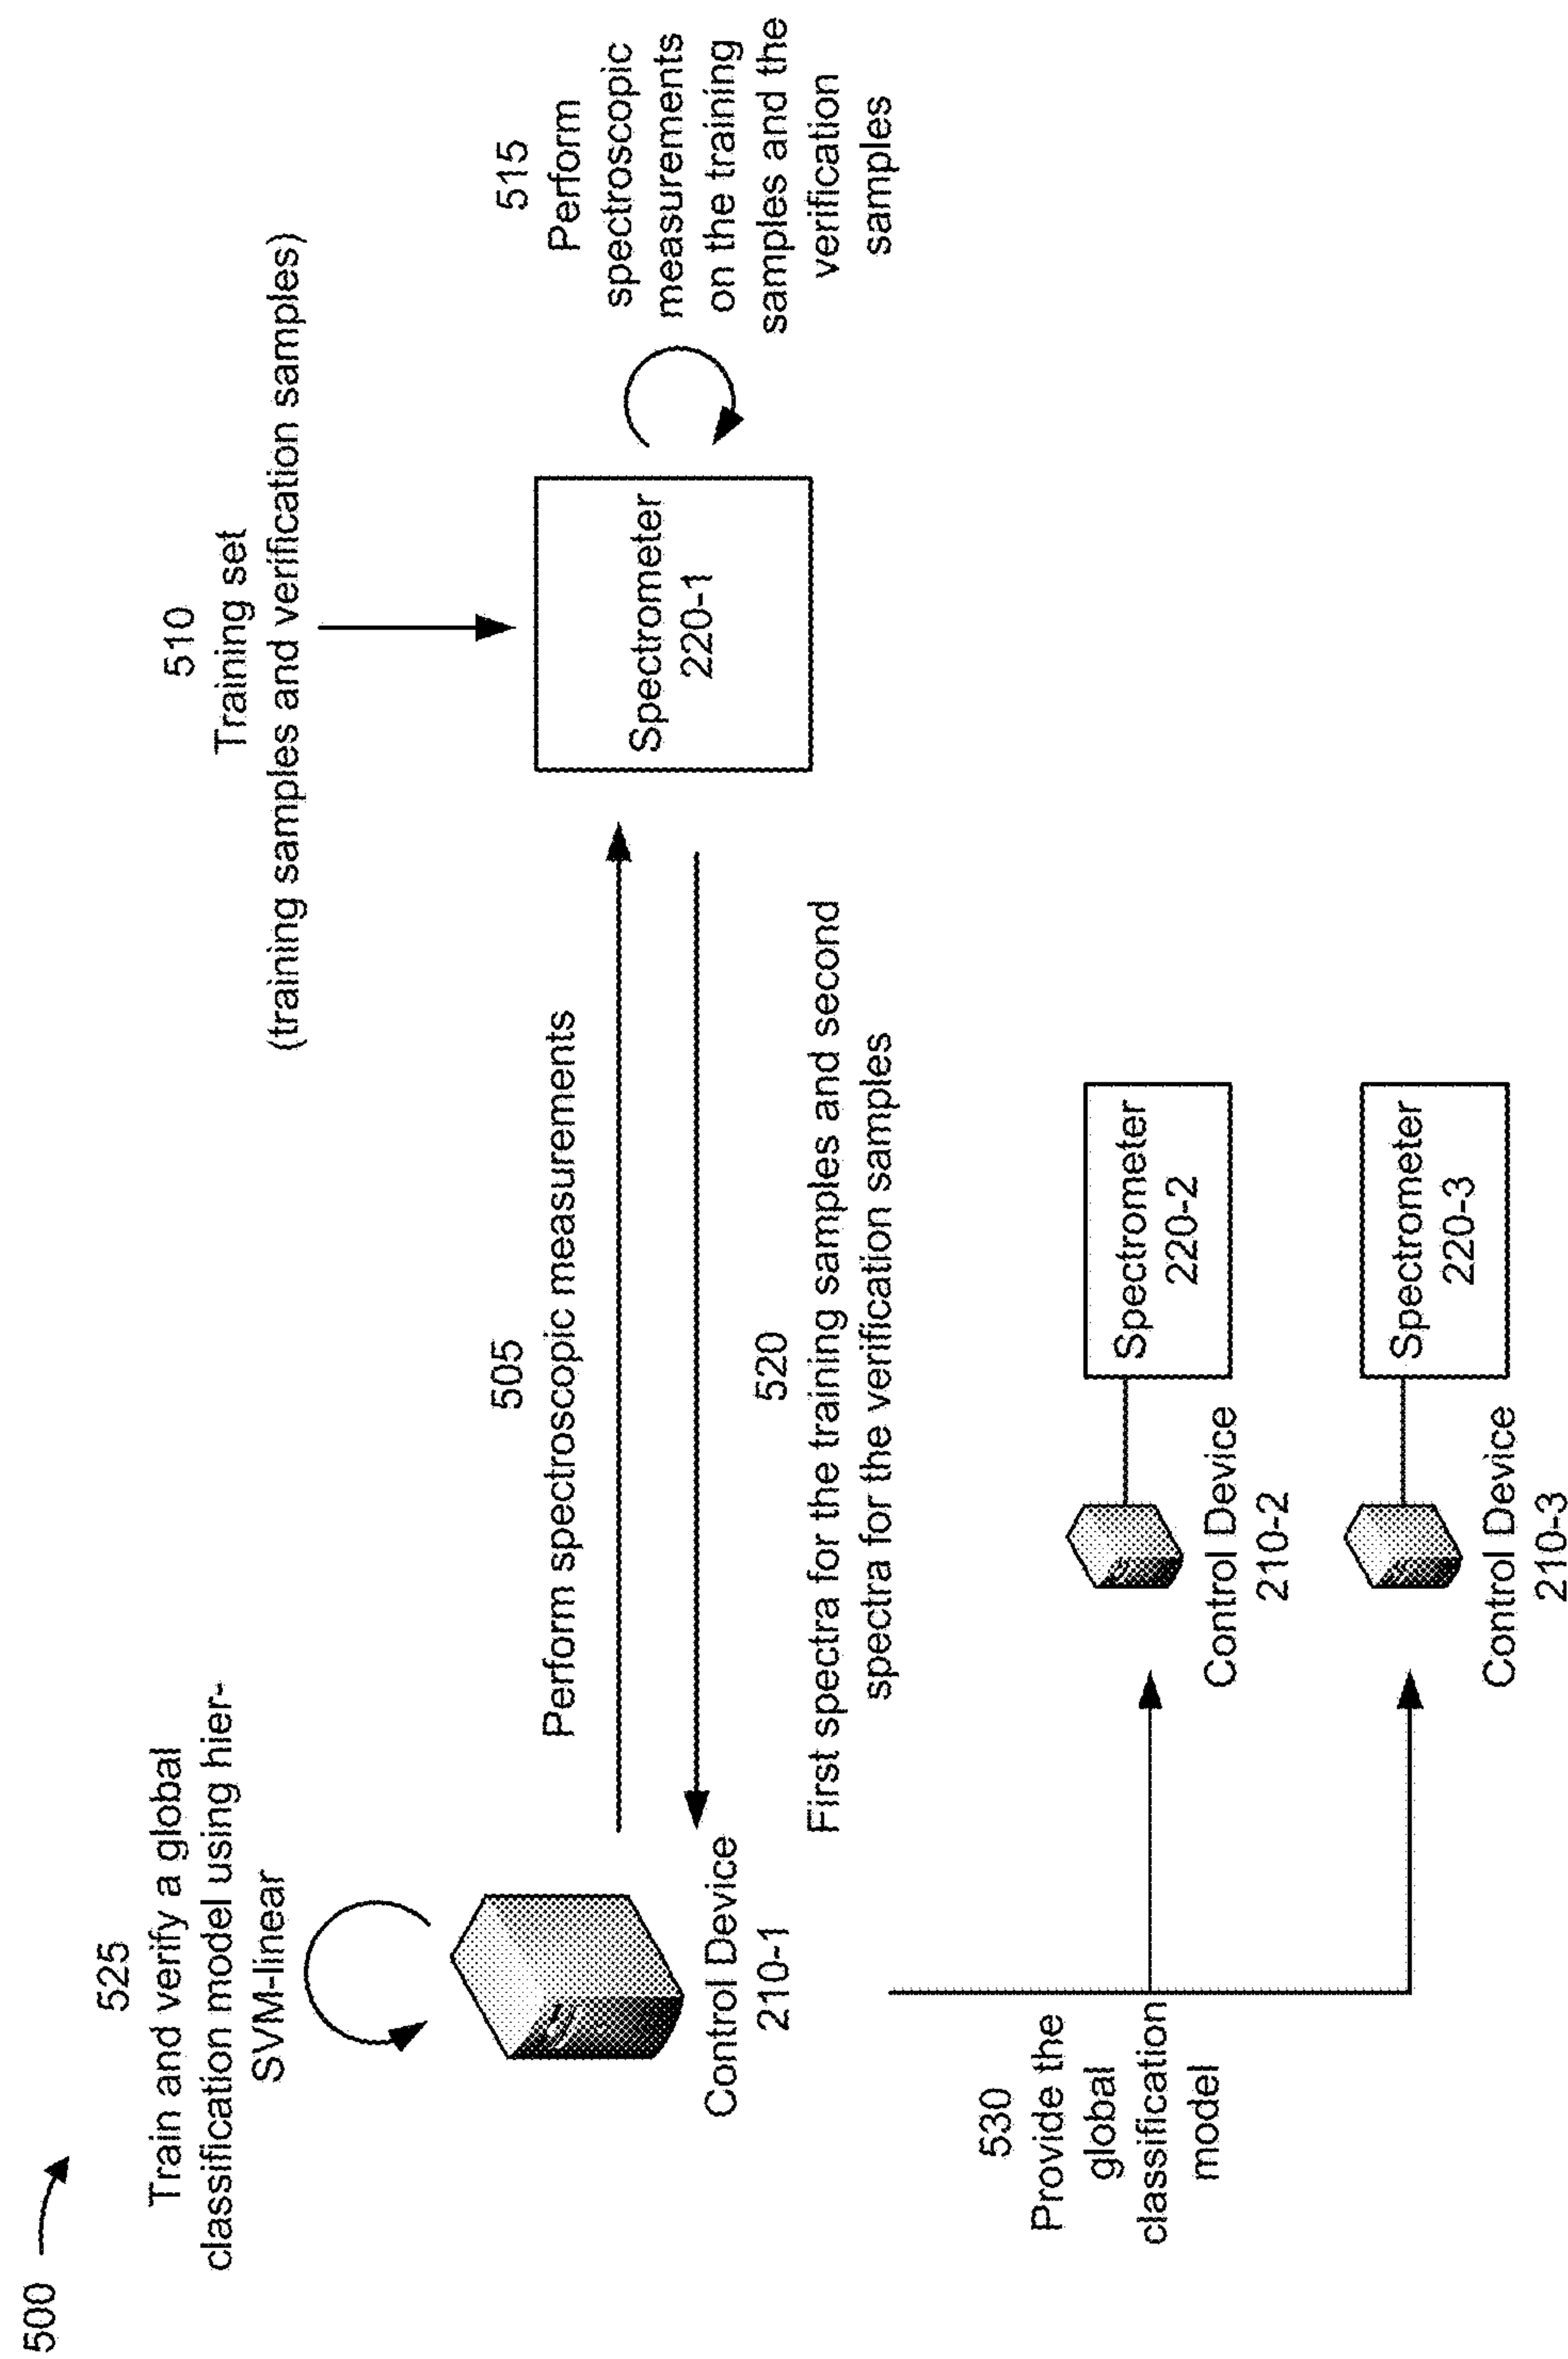 500
525
Train and verify a global
classification model using hier-
SVM-linear
510
Training set
(training samples and verification samples)
505
Perform spectroscopic measurements
515
Perform
spectroscopic
measurements
on the training
samples and the
verification
samples
Spectrometer
220-1
Control Device
210-1
520
First spectra for the training samples and second
spectra for the verification samples
530
Provide the
global
classification
model
Spectrometer
220-2
Control Device
210-2
Spectrometer
220-3
Control Device
210-3